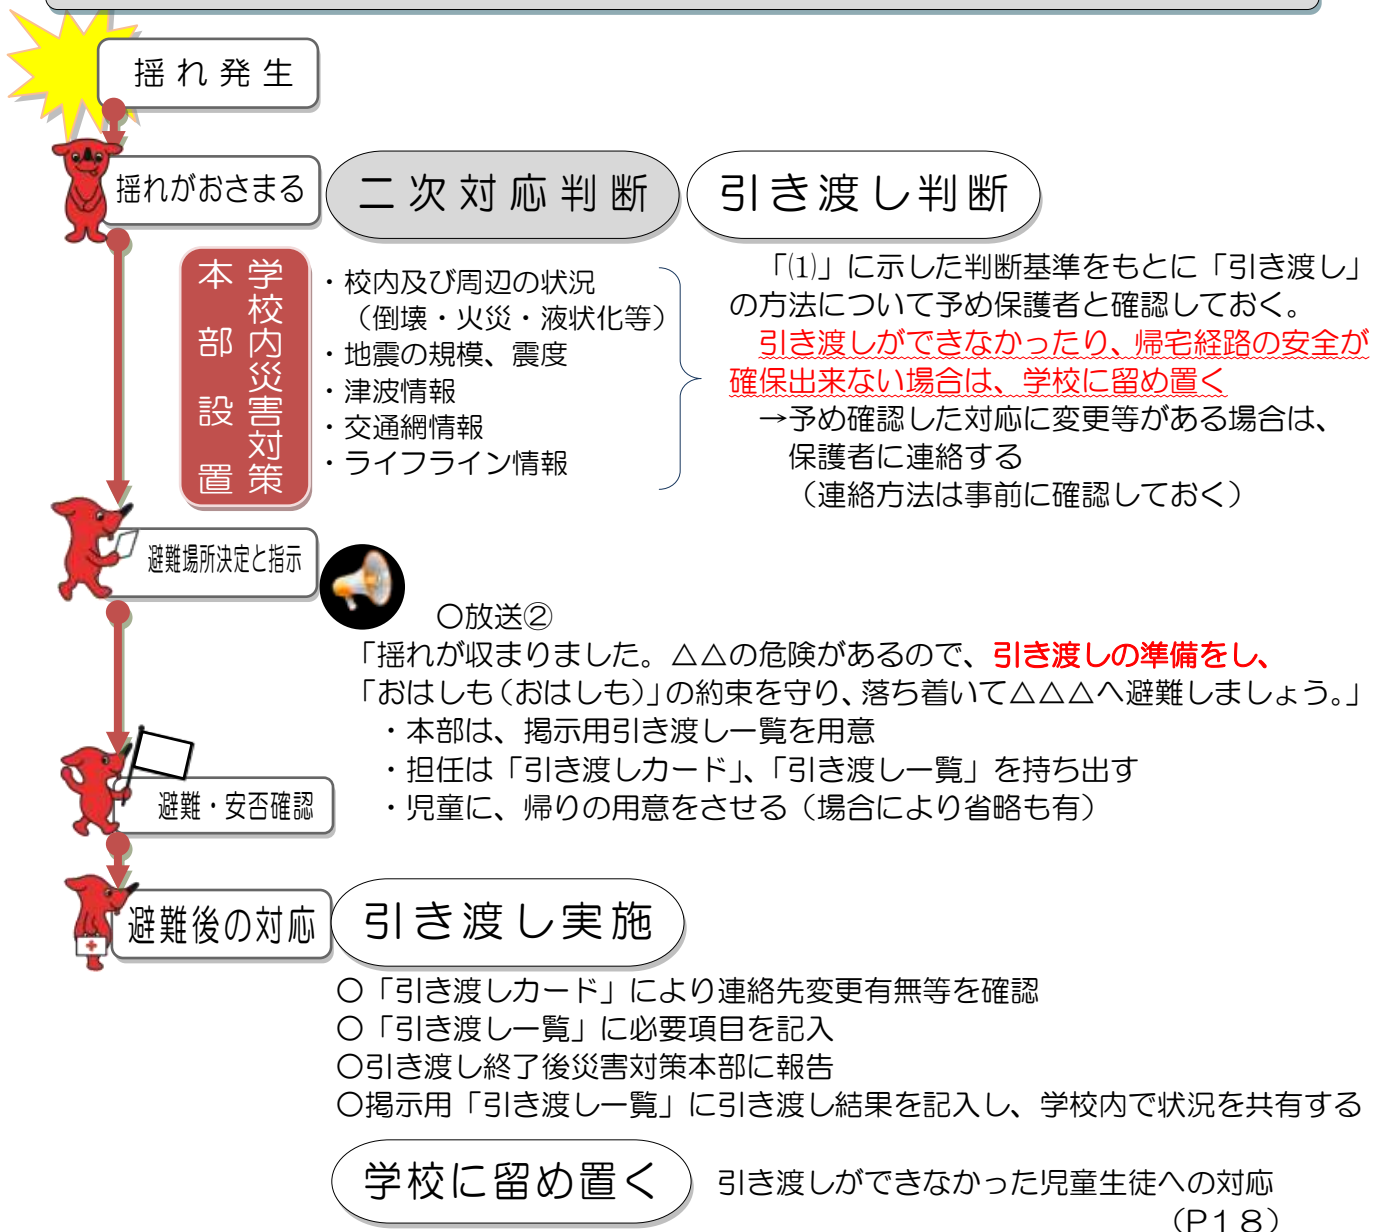 揺れ発生
揺れがおさまる
二次対応判断
引き渡し判断
学校内災害対策
本部設置
・校内及び周辺の状況
（倒壊・火災・液状化等）
・地震の規模、震度
・津波情報
・交通網情報
・ライフライン情報
「⑴」に示した判断基準をもとに「引き渡し」
の方法について予め保護者と確認しておく。
引き渡しができなかったり、帰宅経路の安全が
確保出来ない場合は、学校に留め置く
→予め確認した対応に変更等がある場合は、
保護者に連絡する
（連絡方法は事前に確認しておく）
避難場所決定と指示
〇放送②
「揺れが収まりました。△△の危険があるので、引き渡しの準備をし、
「おはしも（おはしも）」の約束を守り、落ち着いて△△△へ避難しましょう。」
・本部は、掲示用引き渡し一覧を用意
・担任は「引き渡しカード」、「引き渡し一覧」を持ち出す
・児童に、帰りの用意をさせる（場合により省略も有）
避難・安否確認
避難後の対応
引き渡し実施
〇「引き渡しカード」により連絡先変更有無等を確認
〇「引き渡し一覧」に必要項目を記入
〇引き渡し終了後災害対策本部に報告
〇掲示用「引き渡し一覧」に引き渡し結果を記入し、学校内で状況を共有する
学校に留め置く
引き渡しができなかった児童生徒への対応
（P１８）